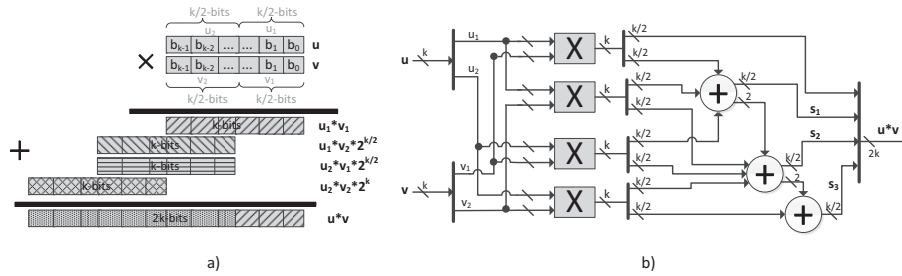 k/2-bits k/2-bits
u2 u1
bk-1 bk-2 ... ... b1 b0 u
× bk-1 bk-2 ... ... b1 b0 v
v2 v1
k/2-bits k/2-bits
k-bits u1*v1
+ k-bits u1*v2*2^k/2
k-bits u2*v1*2^k/2
k-bits u2*v2*2^k
2k-bits u*v
a)
u k
u1
u2
v k
v1
v2
X k
X k
X k
X k
k/2
k/2
k/2
k/2
k/2
k/2
k/2
k/2
+ k/2
2
+ k/2
2
+ k/2
s1
s2
s3
u*v
2k
b)